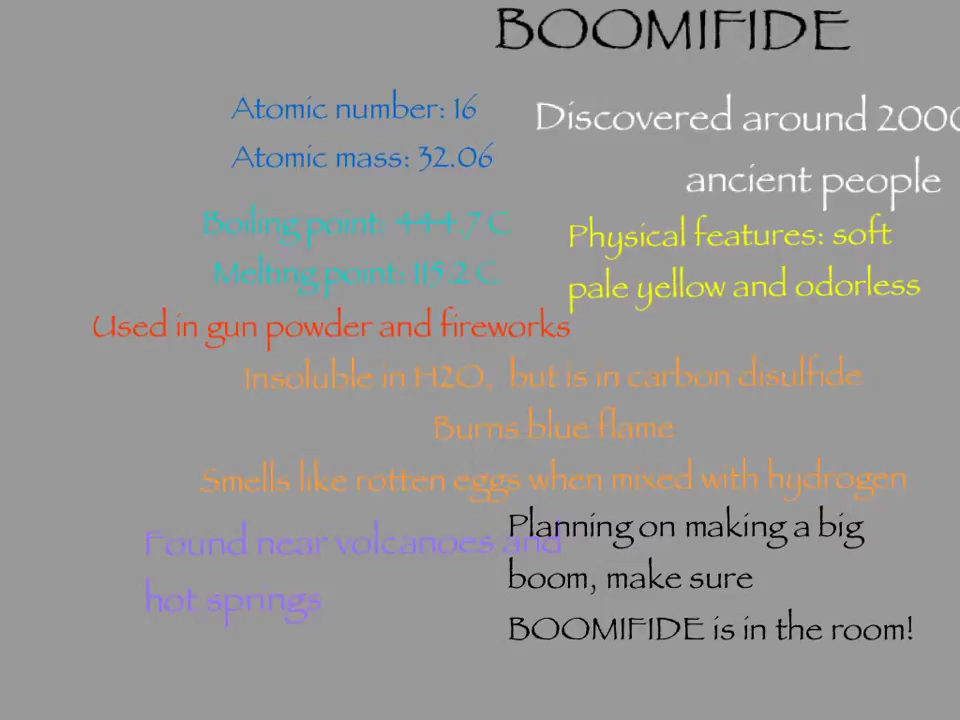 BOOMIFIDE
Atomic number: 16
Discovered around 2000
Atomic mass: 32.06
ancient people
Boiling point: 444.7 C
Physical features: soft
Melting point: 115.2 C
pale yellow and odorless
Used in gun powder and fireworks
Insoluble in H2O, but is in carbon disulfide
Burns blue flame
Smells like rotten eggs when mixed with hydrogen
Found near volcanoes and
hot springs
Planning on making a big
boom, make sure
BOOMIFIDE is in the room!